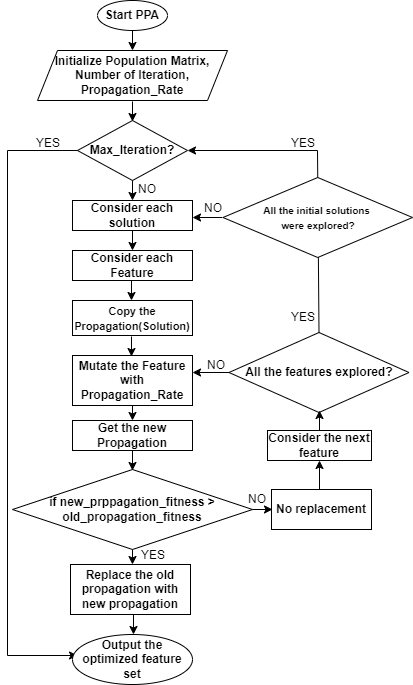 Start PPA
Initialize Population Matrix,
Number of Iteration,
Propagation_Rate
YES
Max_Iteration?
YES
NO
Consider each
solution
NO
All the initial solutions
were explored?
Consider each
Feature
Copy the
Propagation(Solution)
YES
Mutate the Feature
with
Propagation_Rate
NO
All the features explored?
Get the new
Propagation
Consider the next
feature
if new_prppagation_fitness >
old_propagation_fitness
NO
No replacement
YES
Replace the old
propagation with
new propagation
Output the
optimized feature
set